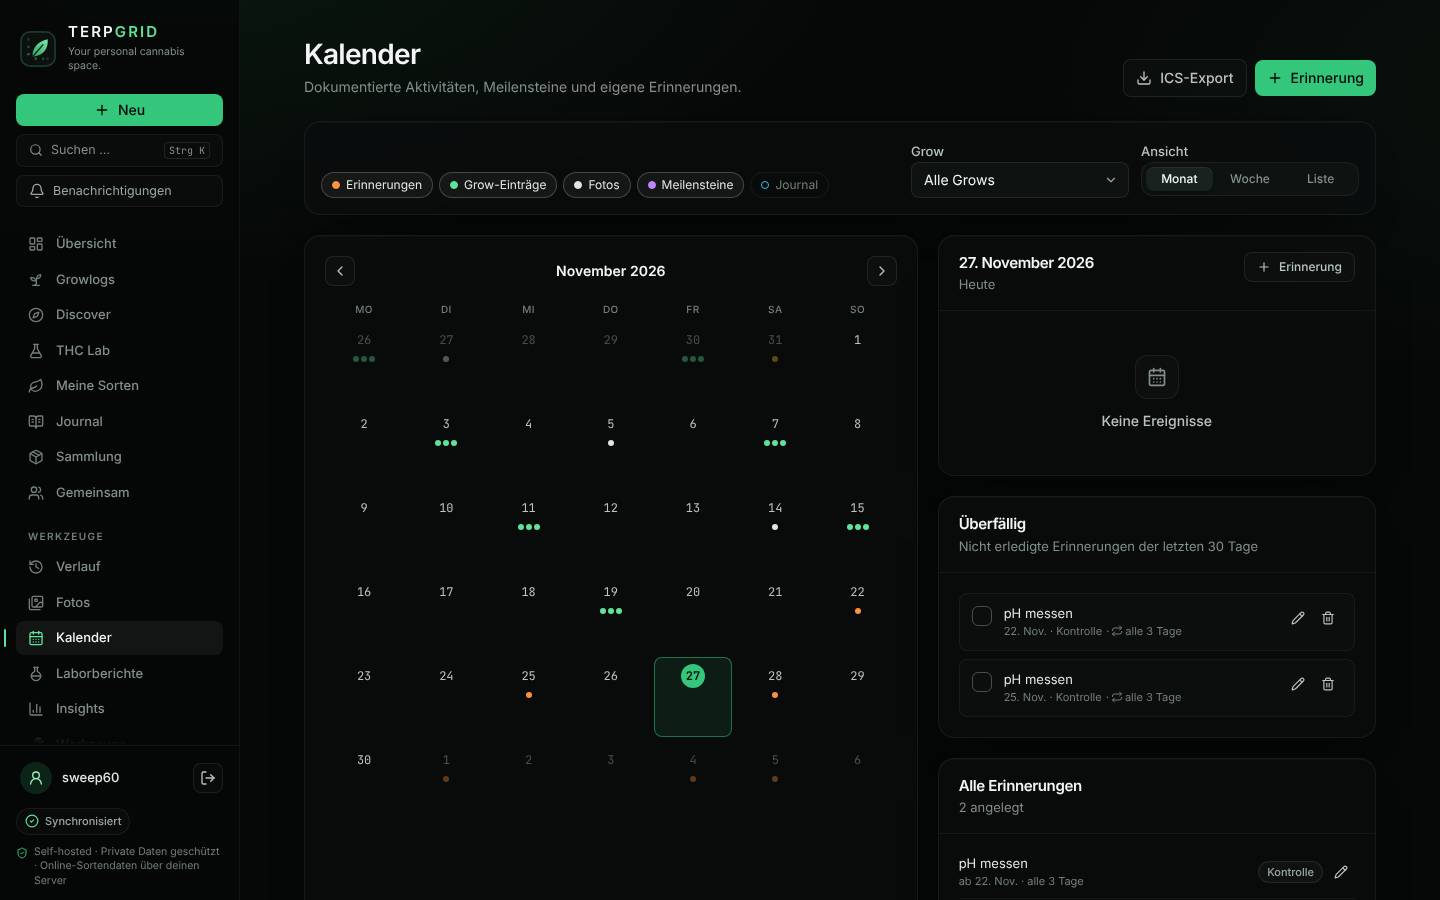 TERPGRID
Your personal cannabis
space.
Neu
Suchen ... Strg K
Benachrichtigungen
Übersicht
Growlogs
Discover
THC Lab
Meine Sorten
Journal
Sammlung
Gemeinsam
WERKZEUGE
Verlauf
Fotos
Kalender
Laborberichte
Insights
sweep60
Synchronisiert
Self-hosted · Private Daten geschützt
· Online-Sortendaten über deinen
Server
Kalender
Dokumentierte Aktivitäten, Meilensteine und eigene Erinnerungen.
ICS-Export
Erinnerung
Erinnerungen
Grow-Einträge
Fotos
Meilensteine
Journal
Grow
Alle Grows
Ansicht
Monat Woche Liste
November 2026
MO DI MI DO FR SA SO
26 27 28 29 30 31 1
2 3 4 5 6 7 8
9 10 11 12 13 14 15
16 17 18 19 20 21 22
23 24 25 26 27 28 29
30 1 2 3 4 5 6
27. November 2026
Heute
Erinnerung
Keine Ereignisse
Überfällig
Nicht erledigte Erinnerungen der letzten 30 Tage
pH messen
22. Nov. · Kontrolle · alle 3 Tage
pH messen
25. Nov. · Kontrolle · alle 3 Tage
Alle Erinnerungen
2 angelegt
pH messen
ab 22. Nov. · alle 3 Tage
Kontrolle